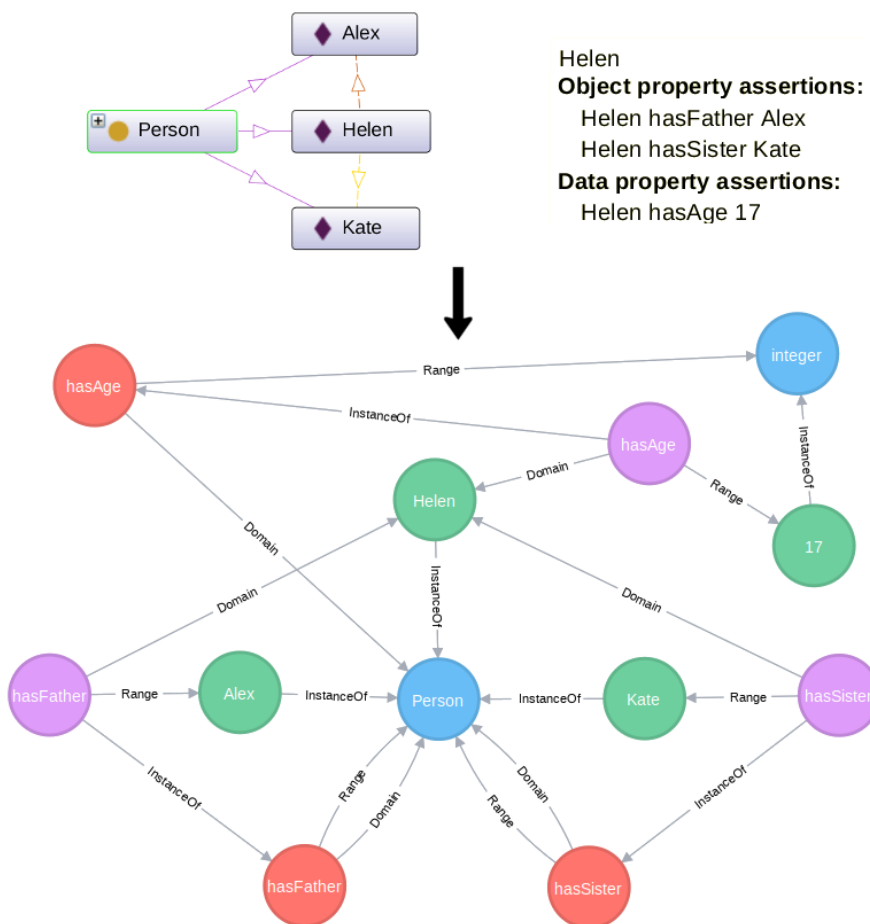 Alex
Person
Helen
Kate
Helen
Object property assertions:
Helen hasFather Alex
Helen hasSister Kate
Data property assertions:
Helen hasAge 17
integer
hasAge
Range
InstanceOf
hasAge
Domain
Helen
Range
InstanceOf
17
Domain
InstanceOf
Domain
Domain
hasFather
Range
Alex
InstanceOf
Person
InstanceOf
Kate
Range
hasSister
InstanceOf
Range
Domain
Domain
Range
InstanceOf
hasFather
hasSister